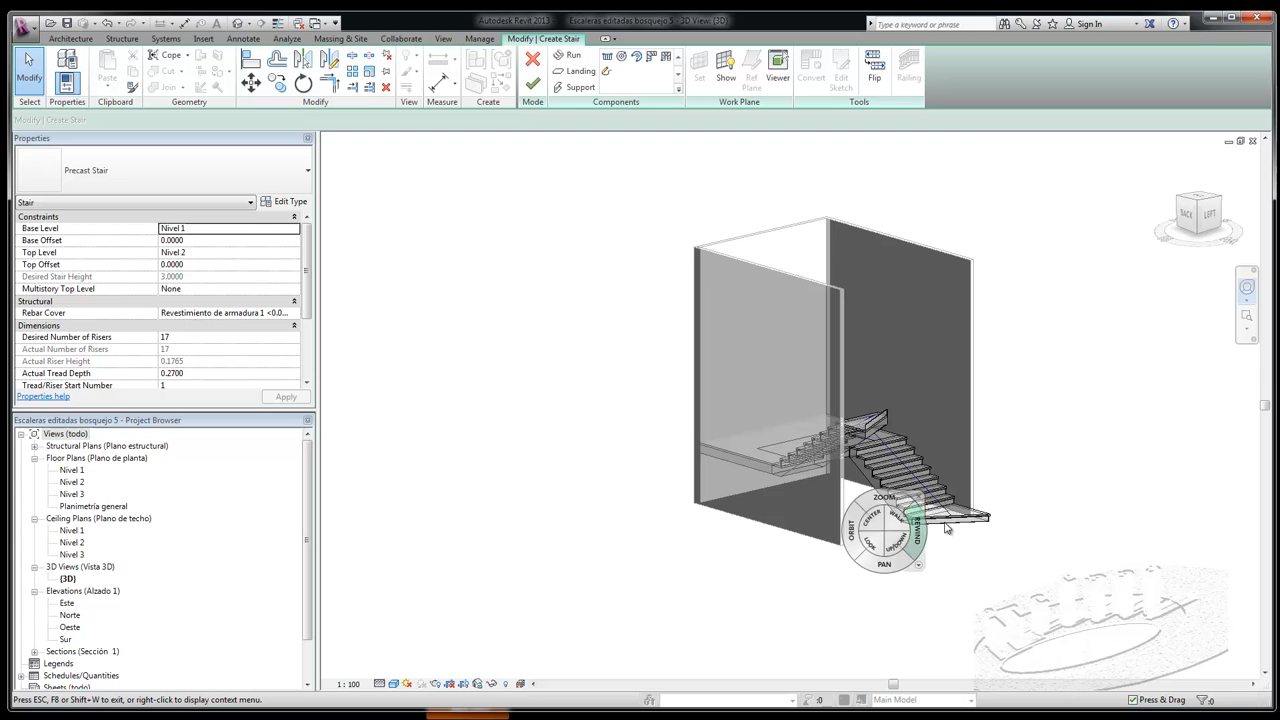 Autodesk Revit 2013
Escaleras editadas bosquejo 5 - 3D View: {3D}
Type a keyword or phrase
Sign In
Architecture
Structure
Systems
Insert
Annotate
Analyze
Massing & Site
Collaborate
View
Manage
Modify | Create Stair
Modify
Paste
Cope
Cut
Join
Run
Landing
Support
Set
Show
Ref Plane
Viewer
Convert
Edit Sketch
Flip
Railing
Select
Properties
Clipboard
Geometry
Modify
View
Measure
Create
Mode
Components
Work Plane
Tools
Modify | Create Stair
Properties
Precast Stair
Stair
Edit Type
Constraints
Base Level Nivel 1
Base Offset 0.0000
Top Level Nivel 2
Top Offset 0.0000
Desired Stair Height 3.0000
Multistory Top Level None
Structural
Rebar Cover Revestimiento de armadura 1 <0.0...
Dimensions
Desired Number of Risers 17
Actual Number of Risers 17
Actual Riser Height 0.1765
Actual Tread Depth 0.2700
Tread/Riser Start Number 1
Properties help
Apply
Escaleras editadas bosquejo 5 - Project Browser
Views (todo)
Structural Plans (Plano estructural)
Floor Plans (Plano de planta)
Nivel 1
Nivel 2
Nivel 3
Planimetría general
Ceiling Plans (Plano de techo)
Nivel 1
Nivel 2
Nivel 3
3D Views (Vista 3D)
{3D}
Elevations (Alzado 1)
Este
Norte
Oeste
Sur
Sections (Sección 1)
Legends
Schedules/Quantities
Sheets (todo)
BACK
LEFT
ZOOM
CENTER
WALK
ORBIT
REWIND
LOOK
UP/DOWN
PAN
1 : 100
Press ESC, F8 or Shift+W to exit, or right-click to display context menu.
:0
Main Model
Press & Drag
:0